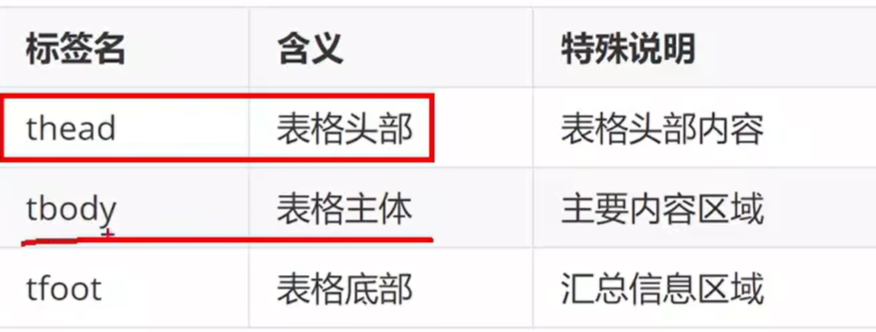 标签名 含义 特殊说明
thead 表格头部 表格头部内容
tbody 表格主体 主要内容区域
tfoot 表格底部 汇总信息区域